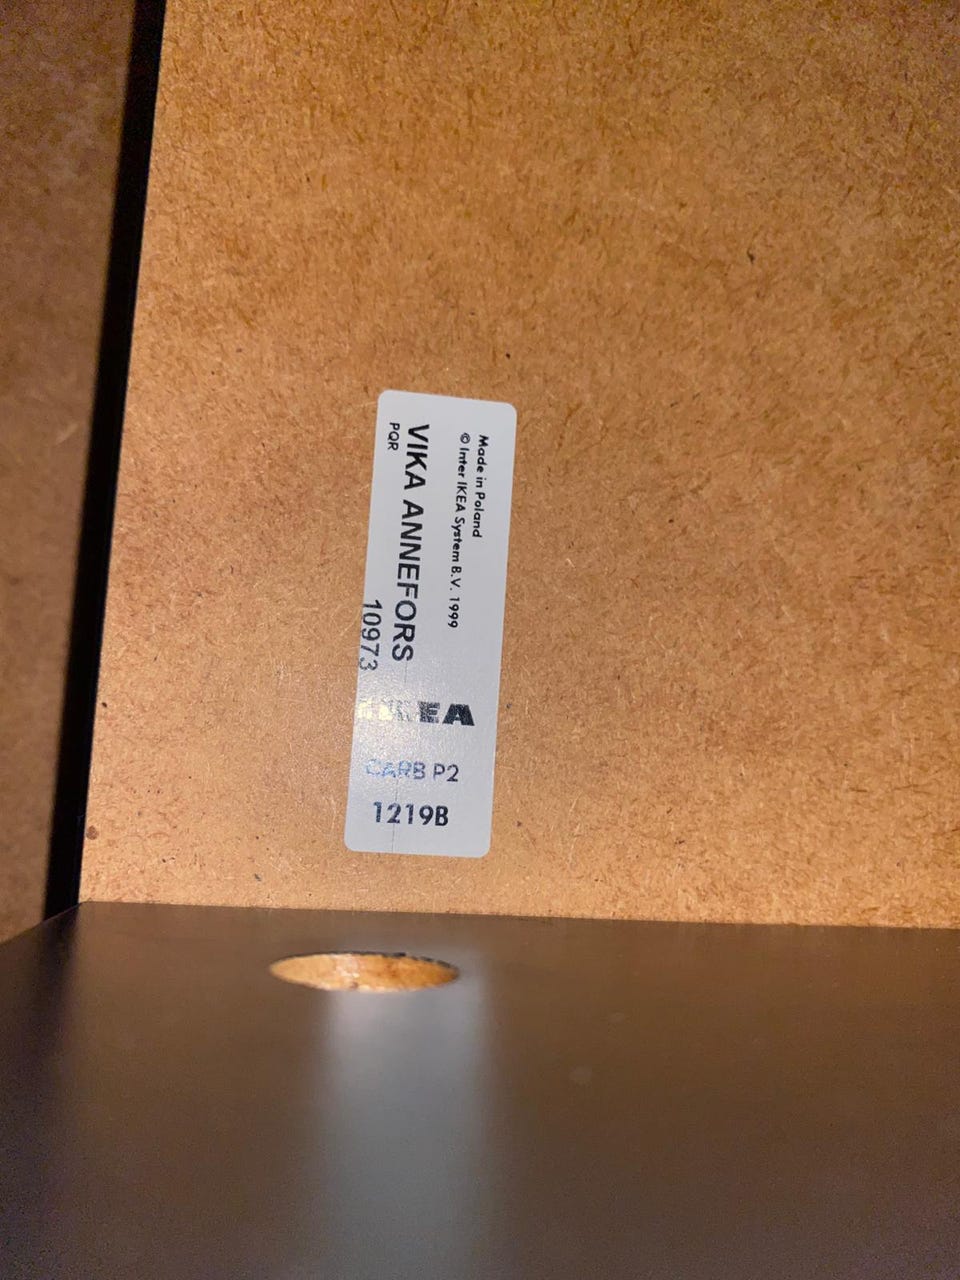 Made in Poland
© Inter IKEA System B.V. 1999
VIKA ANNEFORS
PQR
10973
IKEA
CARB P2
1219B